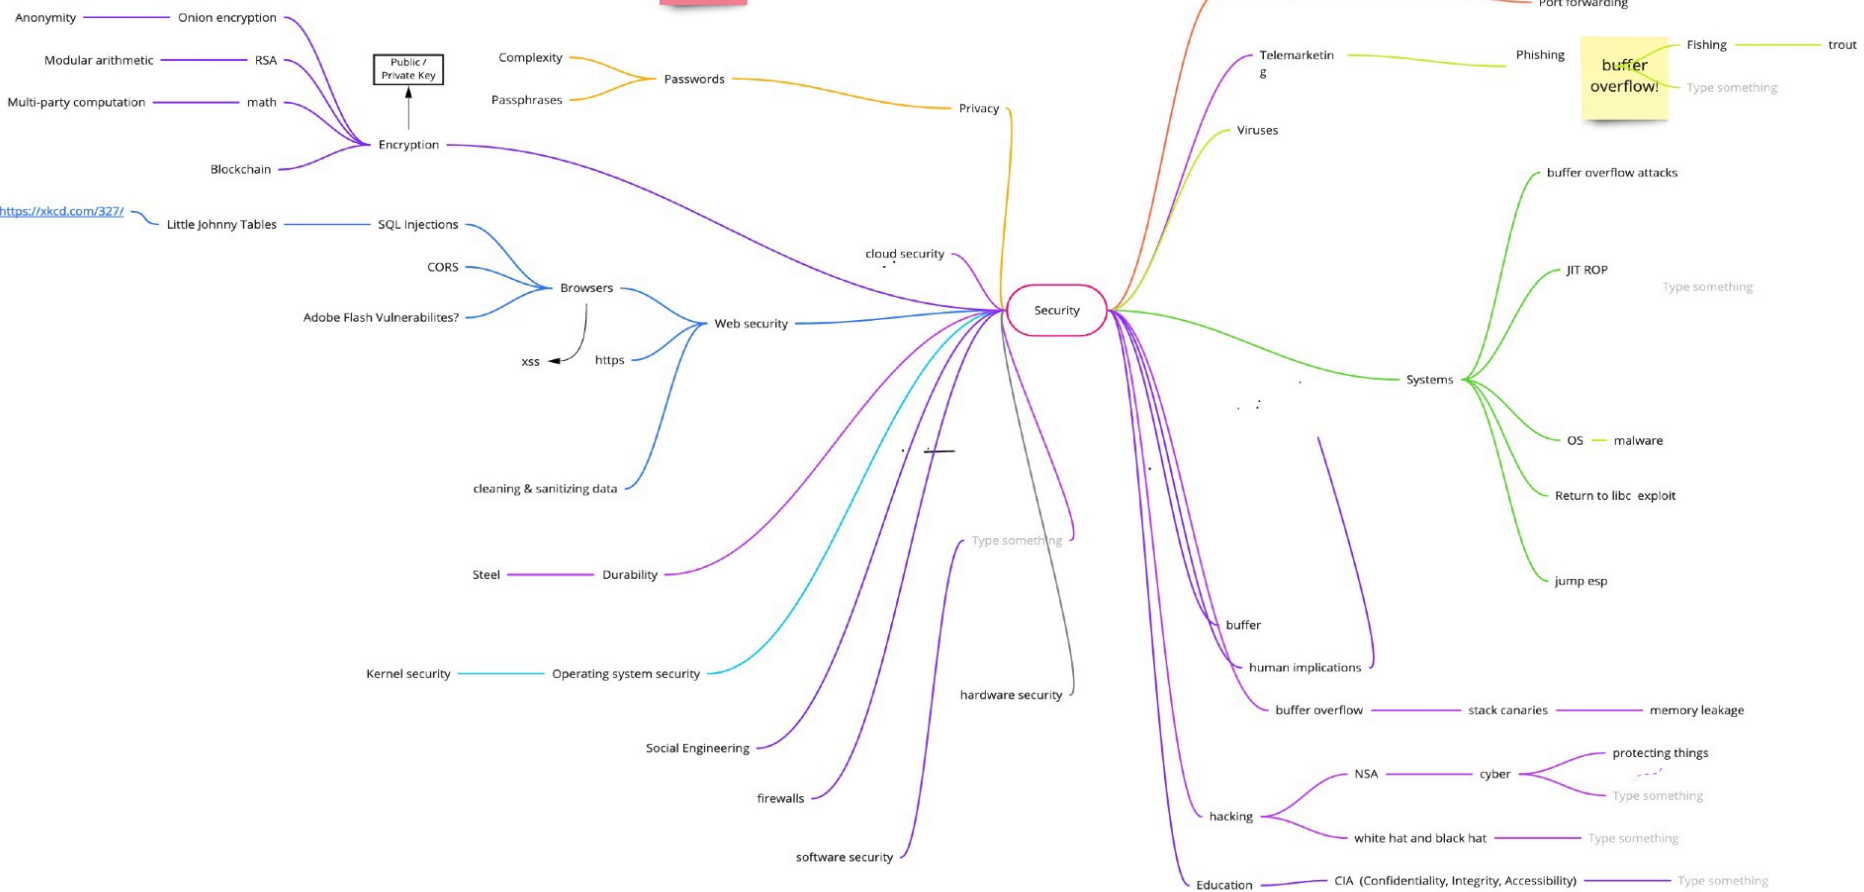 Port forwarding
Anonymity
Onion encryption
Modular arithmetic
RSA
Public /
Private Key
Multi-party computation
math
Encryption
Blockchain
Complexity
Passwords
Passphrases
Privacy
https://xkcd.com/327/
Little Johnny Tables
SQL Injections
CORS
Browsers
Adobe Flash Vulnerabilites?
xss
https
Web security
cleaning & sanitizing data
cloud security
Security
Steel
Durability
Type something
Kernel security
Operating system security
hardware security
Social Engineering
firewalls
software security
Telemarketin
g
Phishing
buffer
overflow!
Fishing
trout
Type something
Viruses
buffer overflow attacks
JIT ROP
Type something
Systems
OS
malware
Return to libc exploit
jump esp
buffer
human implications
buffer overflow
stack canaries
memory leakage
protecting things
NSA
cyber
Type something
hacking
white hat and black hat
Type something
Education
CIA (Confidentiality, Integrity, Accessibility)
Type something